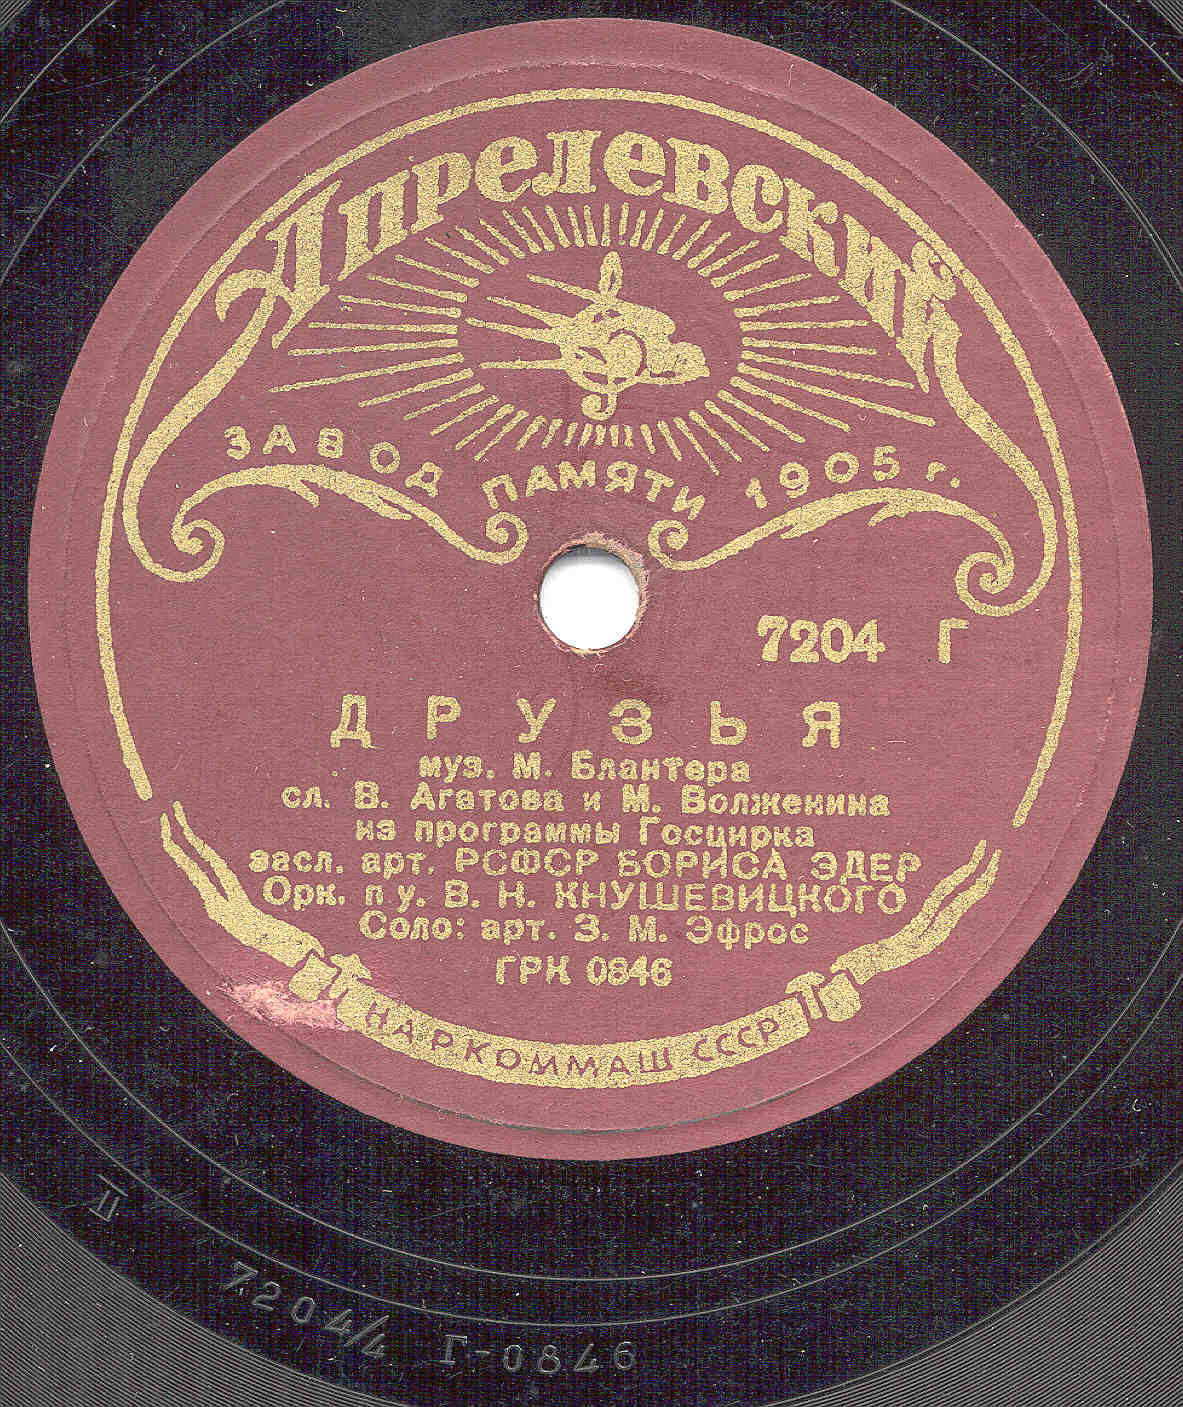 Апрелевский
ЗАВОД ПАМЯТИ 1905 г.
7204 Г
ДРУЗЬЯ
муз. М. Блантера
сл. В. Агатова и М. Волженина
из программы Госцирка
засл. арт. РСФСР БОРИСА ЭДЕР
Орк. п у. В. Н. КНУШЕВИЦКОГО
Соло: арт. З. М. Эфрос
ГРК 0846
НАРКОММАШ СССР
П 7204/4 Г-0846